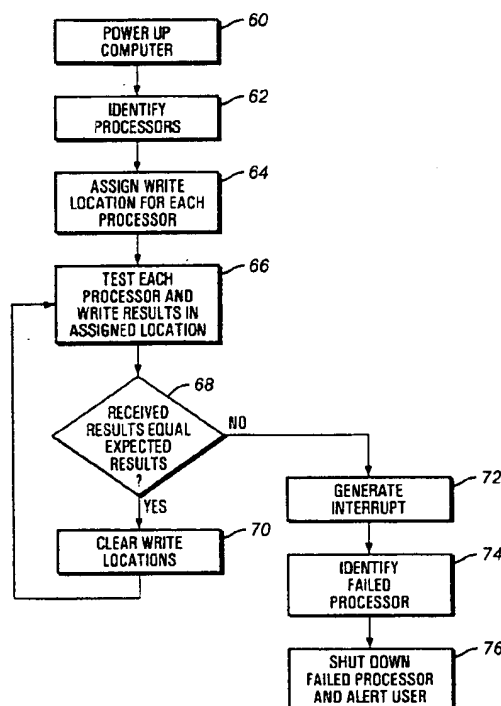 POWER UP
COMPUTER
60
IDENTIFY
PROCESSORS
62
ASSIGN WRITE
LOCATION FOR EACH
PROCESSOR
64
TEST EACH
PROCESSOR AND
WRITE RESULTS IN
ASSIGNED LOCATION
66
RECEIVED
RESULTS EQUAL
EXPECTED
RESULTS
?
68
NO
YES
CLEAR WRITE
LOCATIONS
70
GENERATE
INTERRUPT
72
IDENTIFY
FAILED
PROCESSOR
74
SHUT DOWN
FAILED PROCESSOR
AND ALERT USER
76